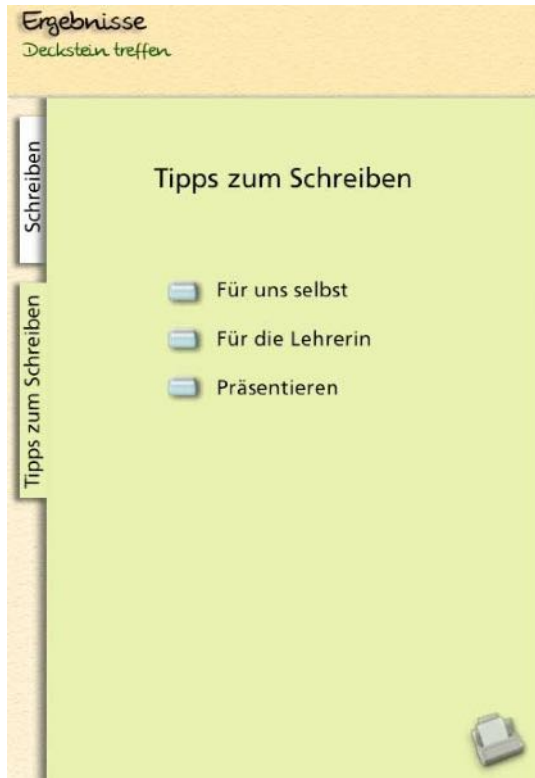 Ergebnisse
Deckstein treffen
Schreiben
Tipps zum Schreiben
Tipps zum Schreiben
Für uns selbst
Für die Lehrerin
Präsentieren